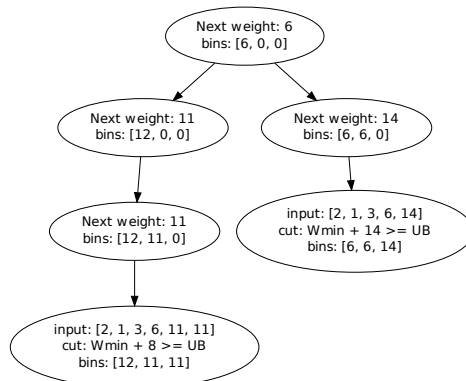 Next weight: 6
bins: [6, 0, 0]
Next weight: 11
bins: [12, 0, 0]
Next weight: 14
bins: [6, 6, 0]
Next weight: 11
bins: [12, 11, 0]
input: [2, 1, 3, 6, 14]
cut: Wmin + 14 >= UB
bins: [6, 6, 14]
input: [2, 1, 3, 6, 11, 11]
cut: Wmin + 8 >= UB
bins: [12, 11, 11]